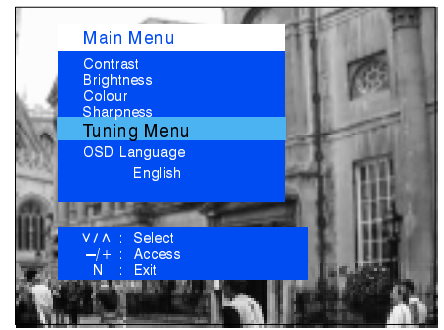 Main Menu
Contrast
Brightness
Colour
Sharpness
Tuning Menu
OSD Language
English
∨/∧ : Select
−/+ : Access
N : Exit